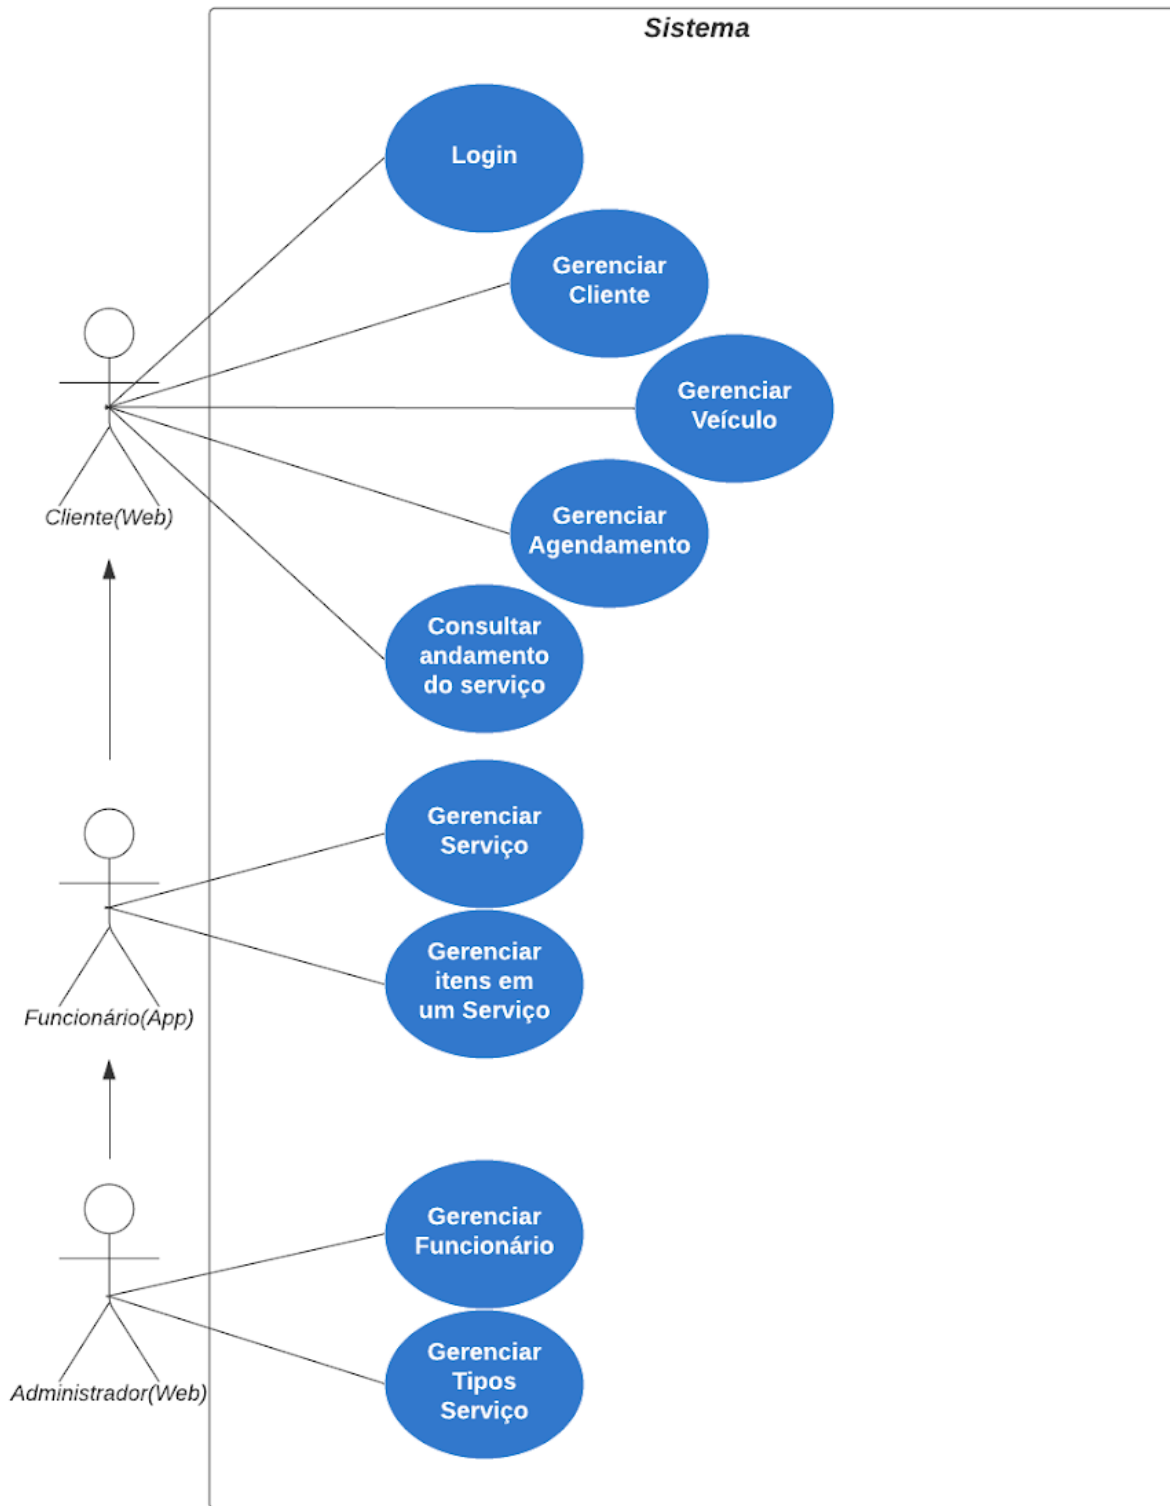 Sistema
Login
Gerenciar
Cliente
Gerenciar
Veículo
Cliente(Web)
Gerenciar
Agendamento
Consultar
andamento
do serviço
Gerenciar
Serviço
Gerenciar
itens em
um Serviço
Funcionário(App)
Gerenciar
Funcionário
Gerenciar
Tipos
Serviço
Administrador(Web)